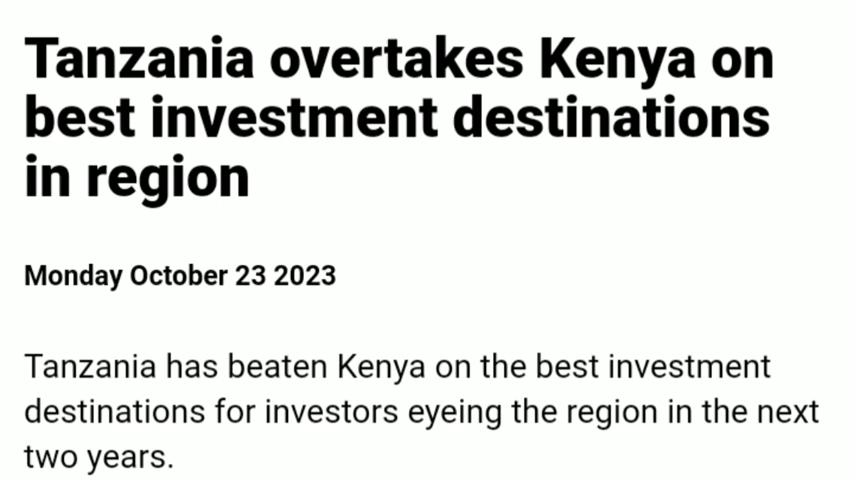 Tanzania overtakes Kenya on
best investment destinations
in region
Monday October 23 2023
Tanzania has beaten Kenya on the best investment
destinations for investors eyeing the region in the next
two years.